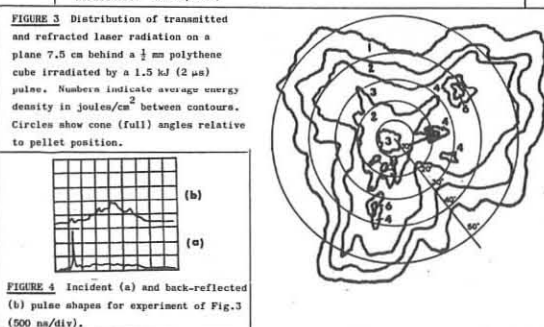 FIGURE 3 Distribution of transmitted
and refracted laser radiation on a
plane 7.5 cm behind a ½ mm polythene
cube irradiated by a 1.5 kJ (2 μs)
pulse. Numbers indicate average energy
density in joules/cm² between contours.
Circles show cone (full) angles relative
to pellet position.
1
2
3
4
6
2
4
3
4
6
4
40°
50°
(b)
(a)
FIGURE 4 Incident (a) and back-reflected
(b) pulse shapes for experiment of Fig.3
(500 ns/div).